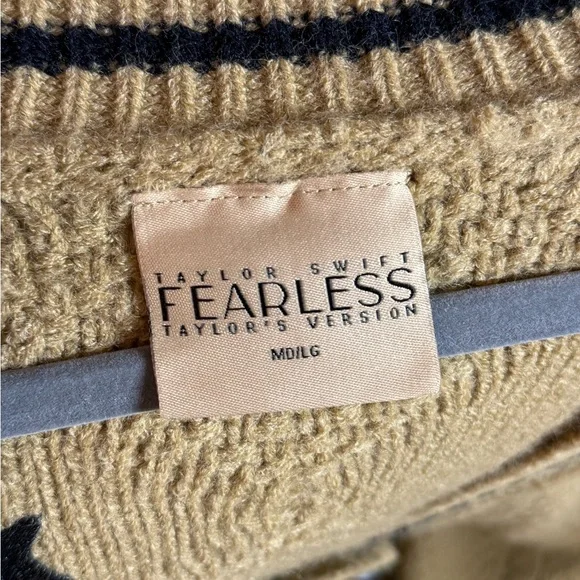 TAYLOR SWIFT
FEARLESS
TAYLOR'S VERSION
MD/LG